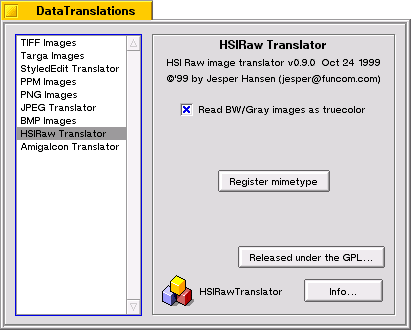 DataTranslations
TIFF Images
Targa Images
StyledEdit Translator
PPM Images
PNG Images
JPEG Translator
BMP Images
HSIRaw Translator
AmigaIcon Translator
HSIRaw Translator
HSI Raw image translator v0.9.0 Oct 24 1999
©'99 by Jesper Hansen (jesper@funcom.com)
Read BW/Gray images as truecolor
Register mimetype
Released under the GPL...
HSIRawTranslator
Info...